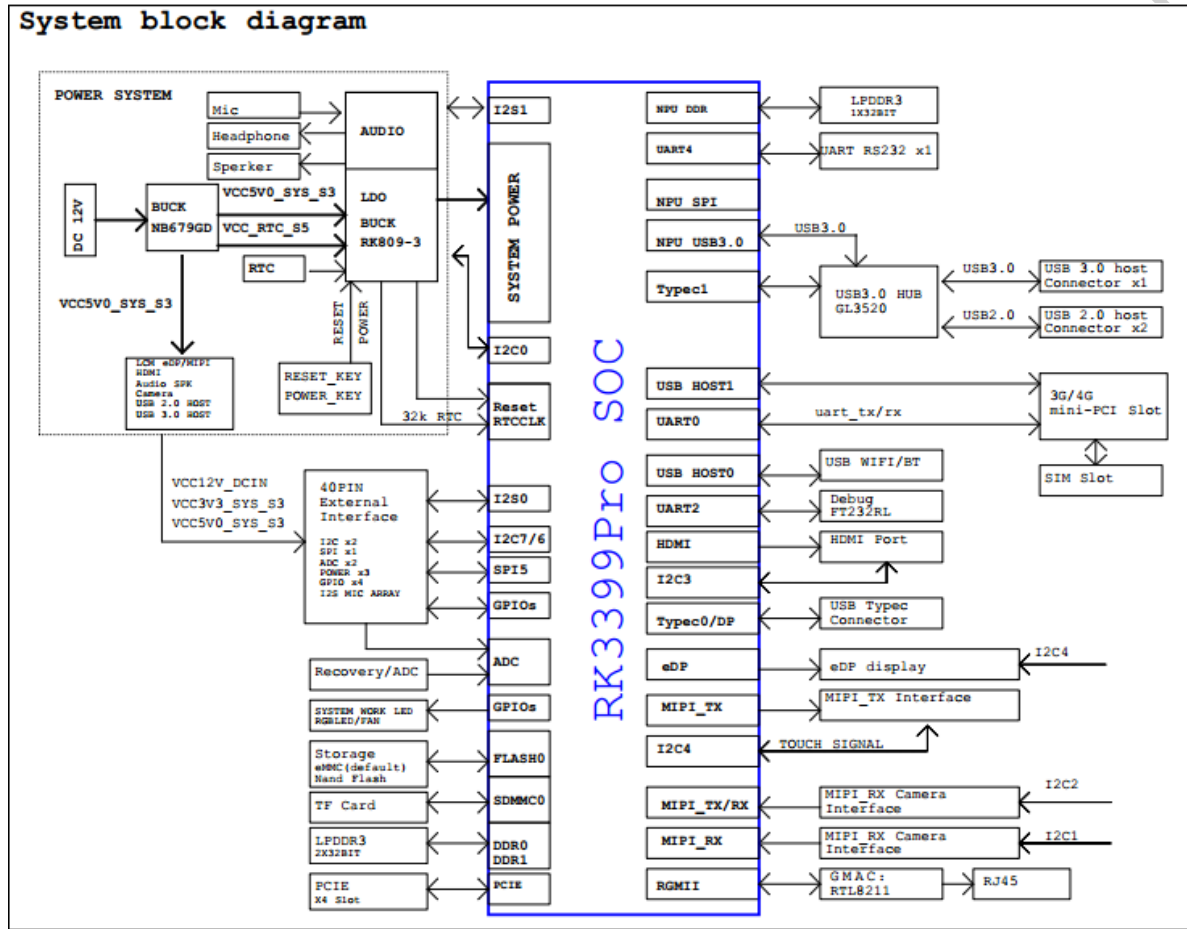 System block diagram
POWER SYSTEM
Mic
Headphone
Sperker
AUDIO
DC 12V
BUCK
NB679GD
VCC5V0_SYS_S3
VCC_RTC_S5
LDO
BUCK
RK809-3
RTC
VCC5V0_SYS_S3
RESET
POWER
LCM eDP/MIPI
HDMI
Audio SPK
Camera
USB 2.0 HOST
USB 3.0 HOST
RESET_KEY
POWER_KEY
32k RTC
VCC12V_DCIN
VCC3V3_SYS_S3
VCC5V0_SYS_S3
40PIN
External
Interface
I2C x2
SPI x1
ADC x2
POWER x3
GPIO x4
I2S MIC ARRAY
Recovery/ADC
SYSTEM WORK LED
RGBLED/FAN
Storage
eMMC(default)
Nand Flash
TF Card
LPDDR3
2X32BIT
PCIE
X4 Slot
I2S1
SYSTEM POWER
I2C0
Reset
RTCCLK
I2S0
I2C7/6
SPI5
GPIOs
ADC
GPIOs
FLASH0
SDMMC0
DDR0
DDR1
PCIE
RK3399Pro SOC
NPU DDR
UART4
NPU SPI
NPU USB3.0
Typec1
USB HOST1
UART0
USB HOST0
UART2
HDMI
I2C3
Typec0/DP
eDP
MIPI_TX
I2C4
MIPI_TX/RX
MIPI_RX
RGMII
LPDDR3
1X32BIT
UART RS232 x1
USB3.0
USB3.0 HUB
GL3520
USB3.0
USB 3.0 host
Connector x1
USB2.0
USB 2.0 host
Connector x2
uart_tx/rx
3G/4G
mini-PCI Slot
SIM Slot
USB WIFI/BT
Debug
FT232RL
HDMI Port
USB Typec
Connector
eDP display
I2C4
MIPI_TX Interface
TOUCH SIGNAL
MIPI_RX Camera
Interface
I2C2
MIPI_RX Camera
Interface
I2C1
GMAC:
RTL8211
RJ45